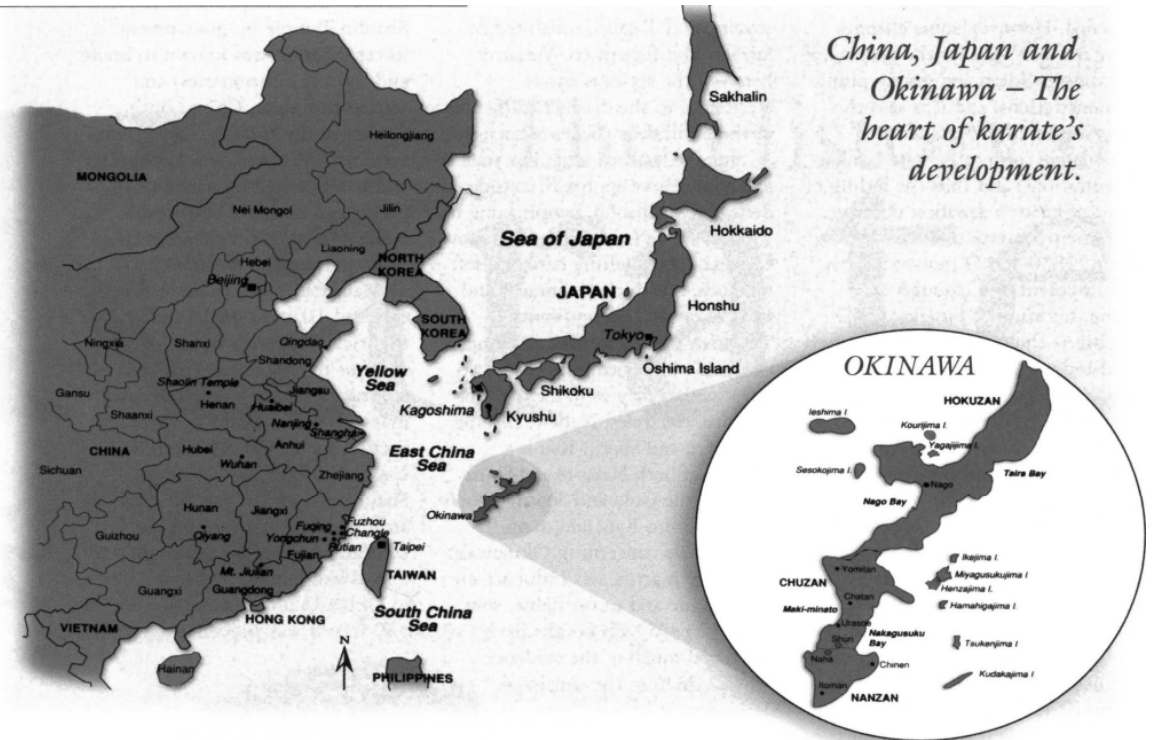 China, Japan and
Okinawa – The
heart of karate's
development.
Sakhalin
Heilongjiang
MONGOLIA
Nei Mongol
Jilin
Hokkaido
Sea of Japan
Liaoning
NORTH
KOREA
Hebei
Beijing
JAPAN
Honshu
SOUTH
KOREA
Tokyo
Ningxia
Shanxi
Qingdao
Shandong
Oshima Island
Yellow
Sea
Shaolin Temple
Henan
Jiangsu
Huaibei
Shikoku
Gansu
Shaanxi
Kagoshima
Kyushu
Nanjing
Shanghai
CHINA
Hubei
Anhui
East China
Sea
Sichuan
Wuhan
Zhejiang
Hunan
Jiangxi
Okinawa
Guizhou
Qiyang
Fuqing
Fuzhou
Changle
Yongchun
Putian
Taipei
Fujian
Mt. Jiulian
TAIWAN
Guangxi
Guangdong
HONG KONG
South China
Sea
VIETNAM
Hainan
N
PHILIPPINES
OKINAWA
HOKUZAN
Ieshima I.
Kourijima I.
Yagajijima I.
Sesokojima I.
Taira Bay
Nago
Nago Bay
Ikejima I.
Yomitan
Miyagusukujima I.
CHUZAN
Henzajima I.
Chatan
Hamahigajima I.
Maki-minato
Urasoe
Nakagusuku
Bay
Shuri
Tsukenjima I
Naha
Chinen
Kudakajima I.
Itoman
NANZAN